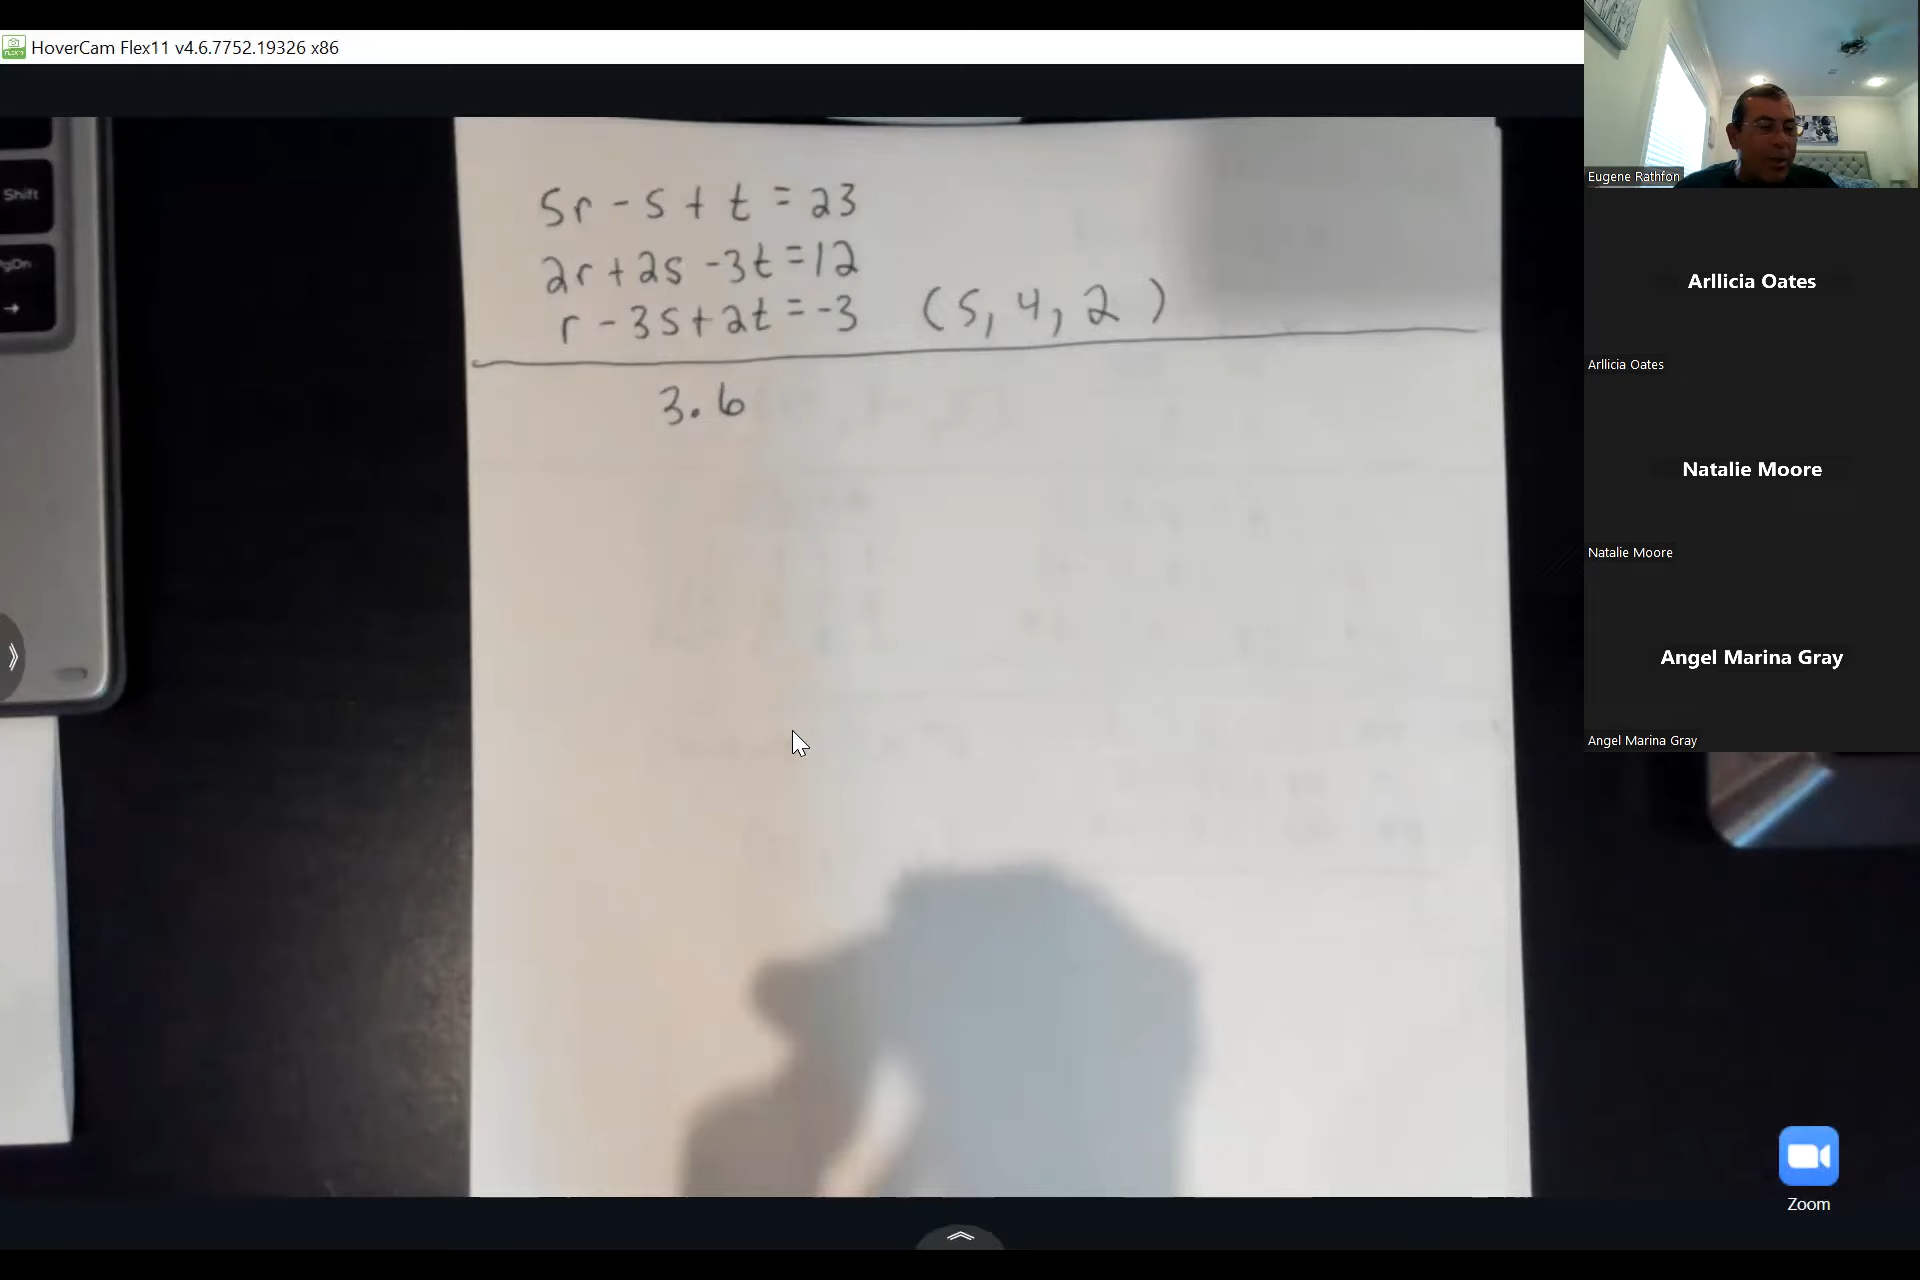 HoverCam Flex11 v4.6.7752.19326 x86
Shift
PgDn
5r - s + t = 23
2r + 2s - 3t = 12
r - 3s + 2t = -3 (5, 4, 2)
3.6
Eugene Rathfon
Arllicia Oates
Arllicia Oates
Natalie Moore
Natalie Moore
Angel Marina Gray
Angel Marina Gray
Zoom